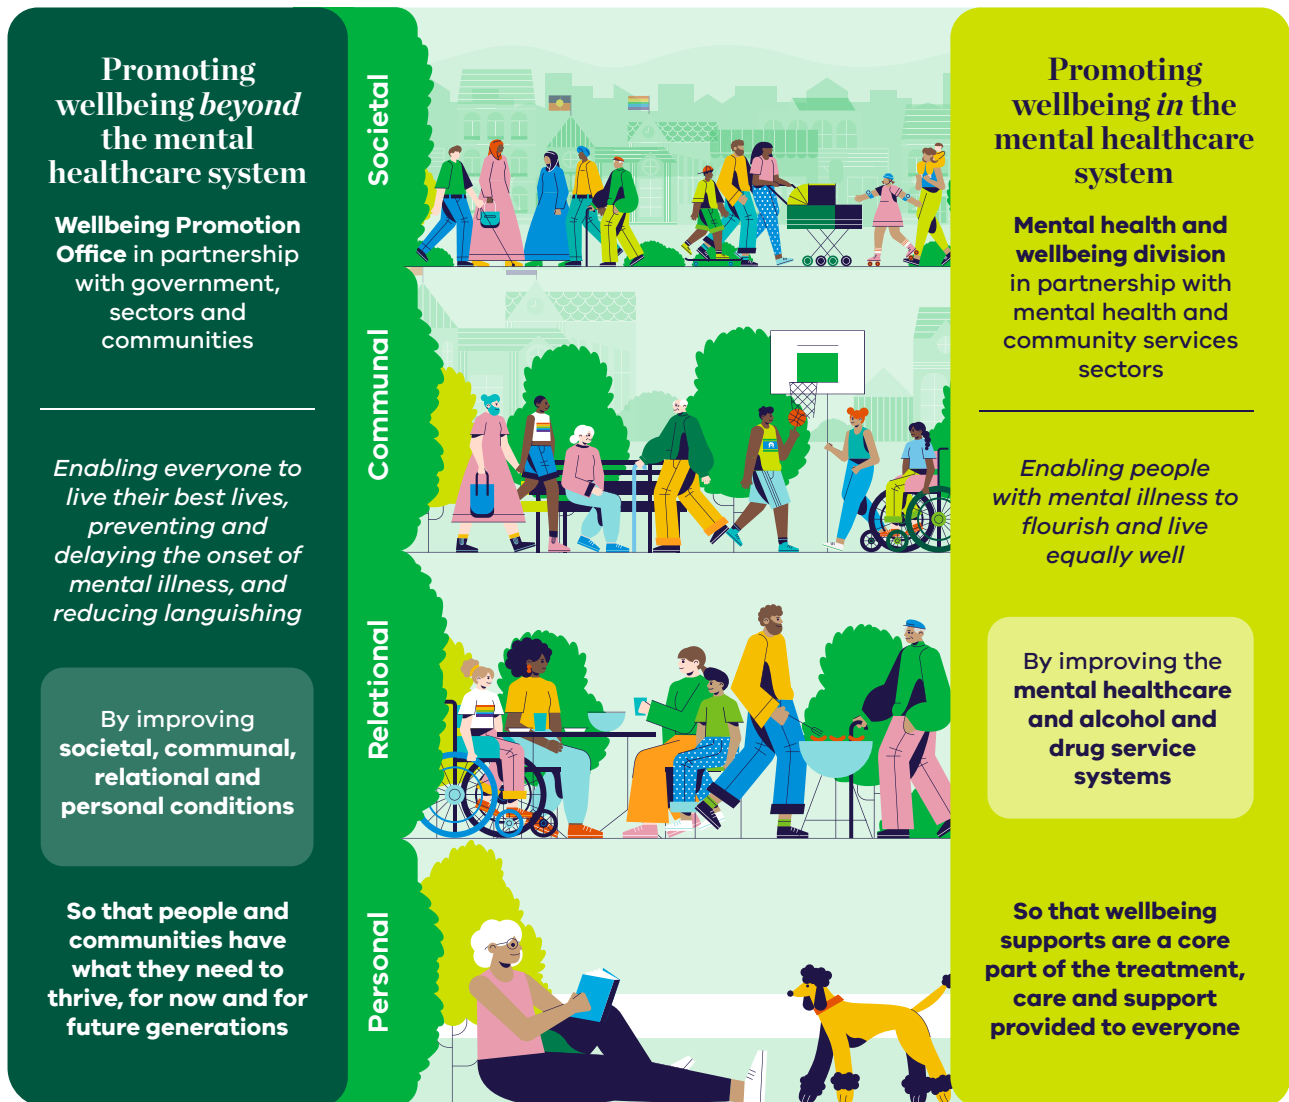 Promoting
wellbeing beyond
the mental
healthcare system
Wellbeing Promotion
Office in partnership
with government,
sectors and
communities
Enabling everyone to
live their best lives,
preventing and
delaying the onset of
mental illness, and
reducing languishing
By improving
societal, communal,
relational and
personal conditions
So that people and
communities have
what they need to
thrive, for now and for
future generations
Societal
Communal
Relational
Personal
Promoting
wellbeing in the
mental healthcare
system
Mental health and
wellbeing division
in partnership with
mental health and
community services
sectors
Enabling people
with mental illness to
flourish and live
equally well
By improving the
mental healthcare
and alcohol and
drug service
systems
So that wellbeing
supports are a core
part of the treatment,
care and support
provided to everyone